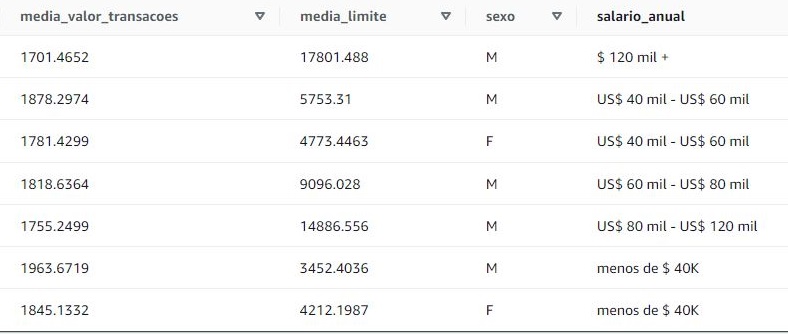 media_valor_transacoes media_limite sexo salario_anual
1701.4652 17801.488 M $ 120 mil +
1878.2974 5753.31 M US$ 40 mil - US$ 60 mil
1781.4299 4773.4463 F US$ 40 mil - US$ 60 mil
1818.6364 9096.028 M US$ 60 mil - US$ 80 mil
1755.2499 14886.556 M US$ 80 mil - US$ 120 mil
1963.6719 3452.4036 M menos de $ 40K
1845.1332 4212.1987 F menos de $ 40K